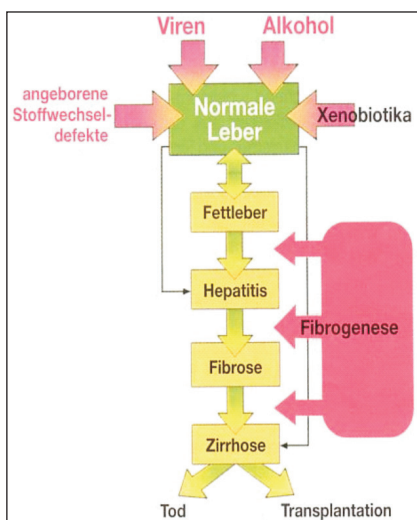 Viren
Alkohol
angeborene
Stoffwechsel-
defekte
Normale
Leber
Xenobiotika
Fettleber
Hepatitis
Fibrogenese
Fibrose
Zirrhose
Tod
Transplantation